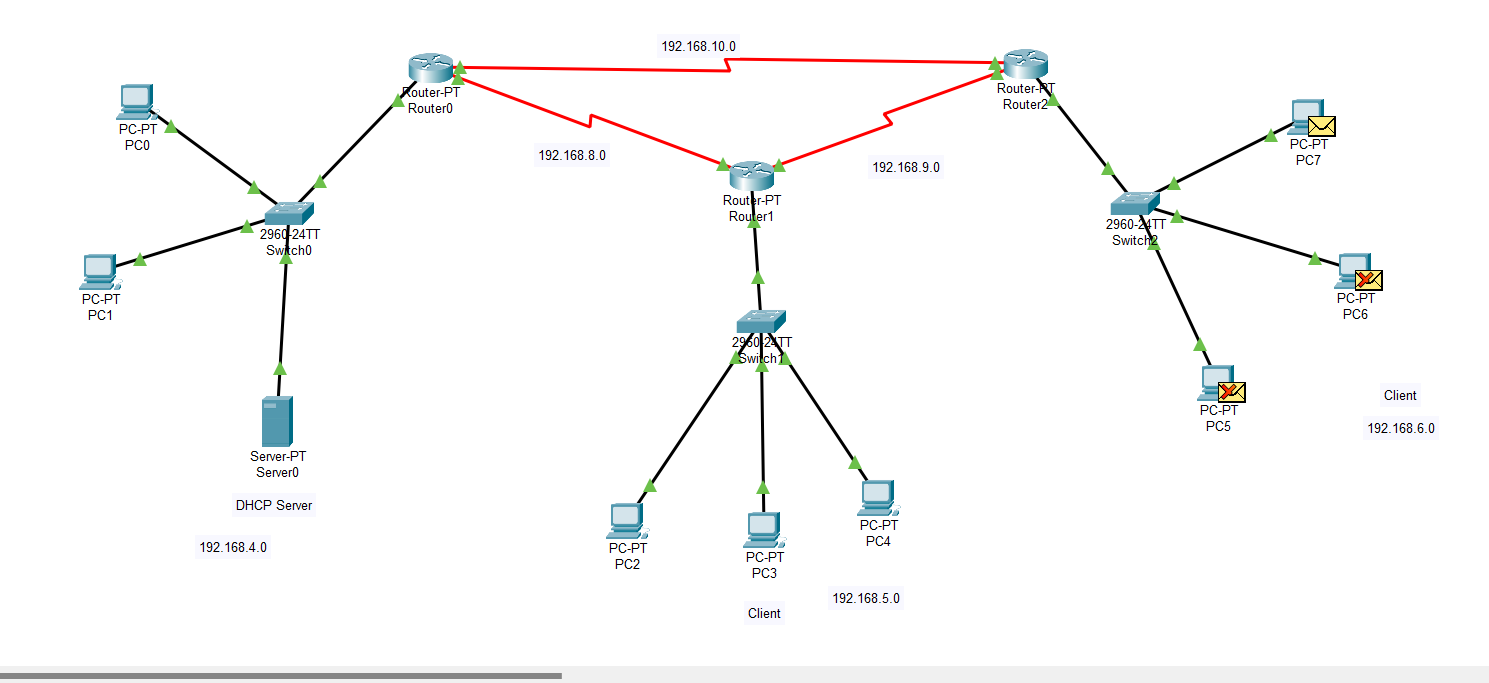 192.168.10.0
Router-PT
Router0
Router-PT
Router2
PC-PT
PC0
PC-PT
PC7
192.168.8.0
192.168.9.0
Router-PT
Router1
2960-24TT
Switch0
2960-24TT
Switch2
PC-PT
PC1
PC-PT
PC6
2960-24TT
Switch1
PC-PT
PC5
Client
192.168.6.0
Server-PT
Server0
DHCP Server
192.168.4.0
PC-PT
PC2
PC-PT
PC3
PC-PT
PC4
192.168.5.0
Client